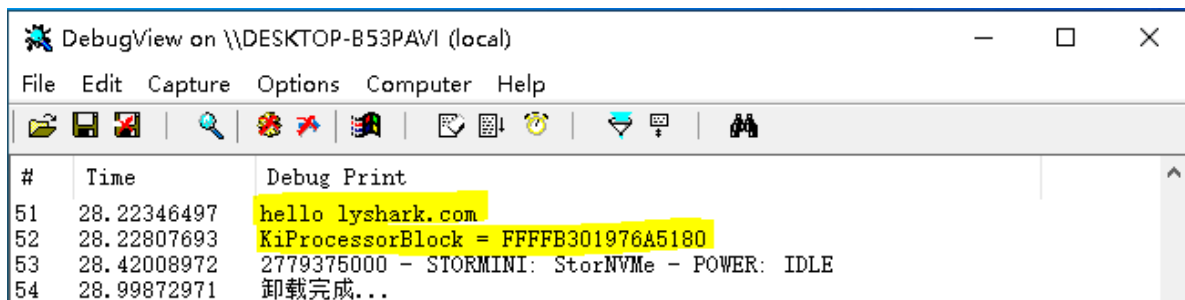 DebugView on \\DESKTOP-B53PAVI (local)
File Edit Capture Options Computer Help
# Time Debug Print
51 28.22346497 hello lyshark.com
52 28.22807693 KiProcessorBlock = FFFFB301976A5180
53 28.42008972 2779375000 - STORMINI: StorNVMe - POWER: IDLE
54 28.99872971 卸载完成...